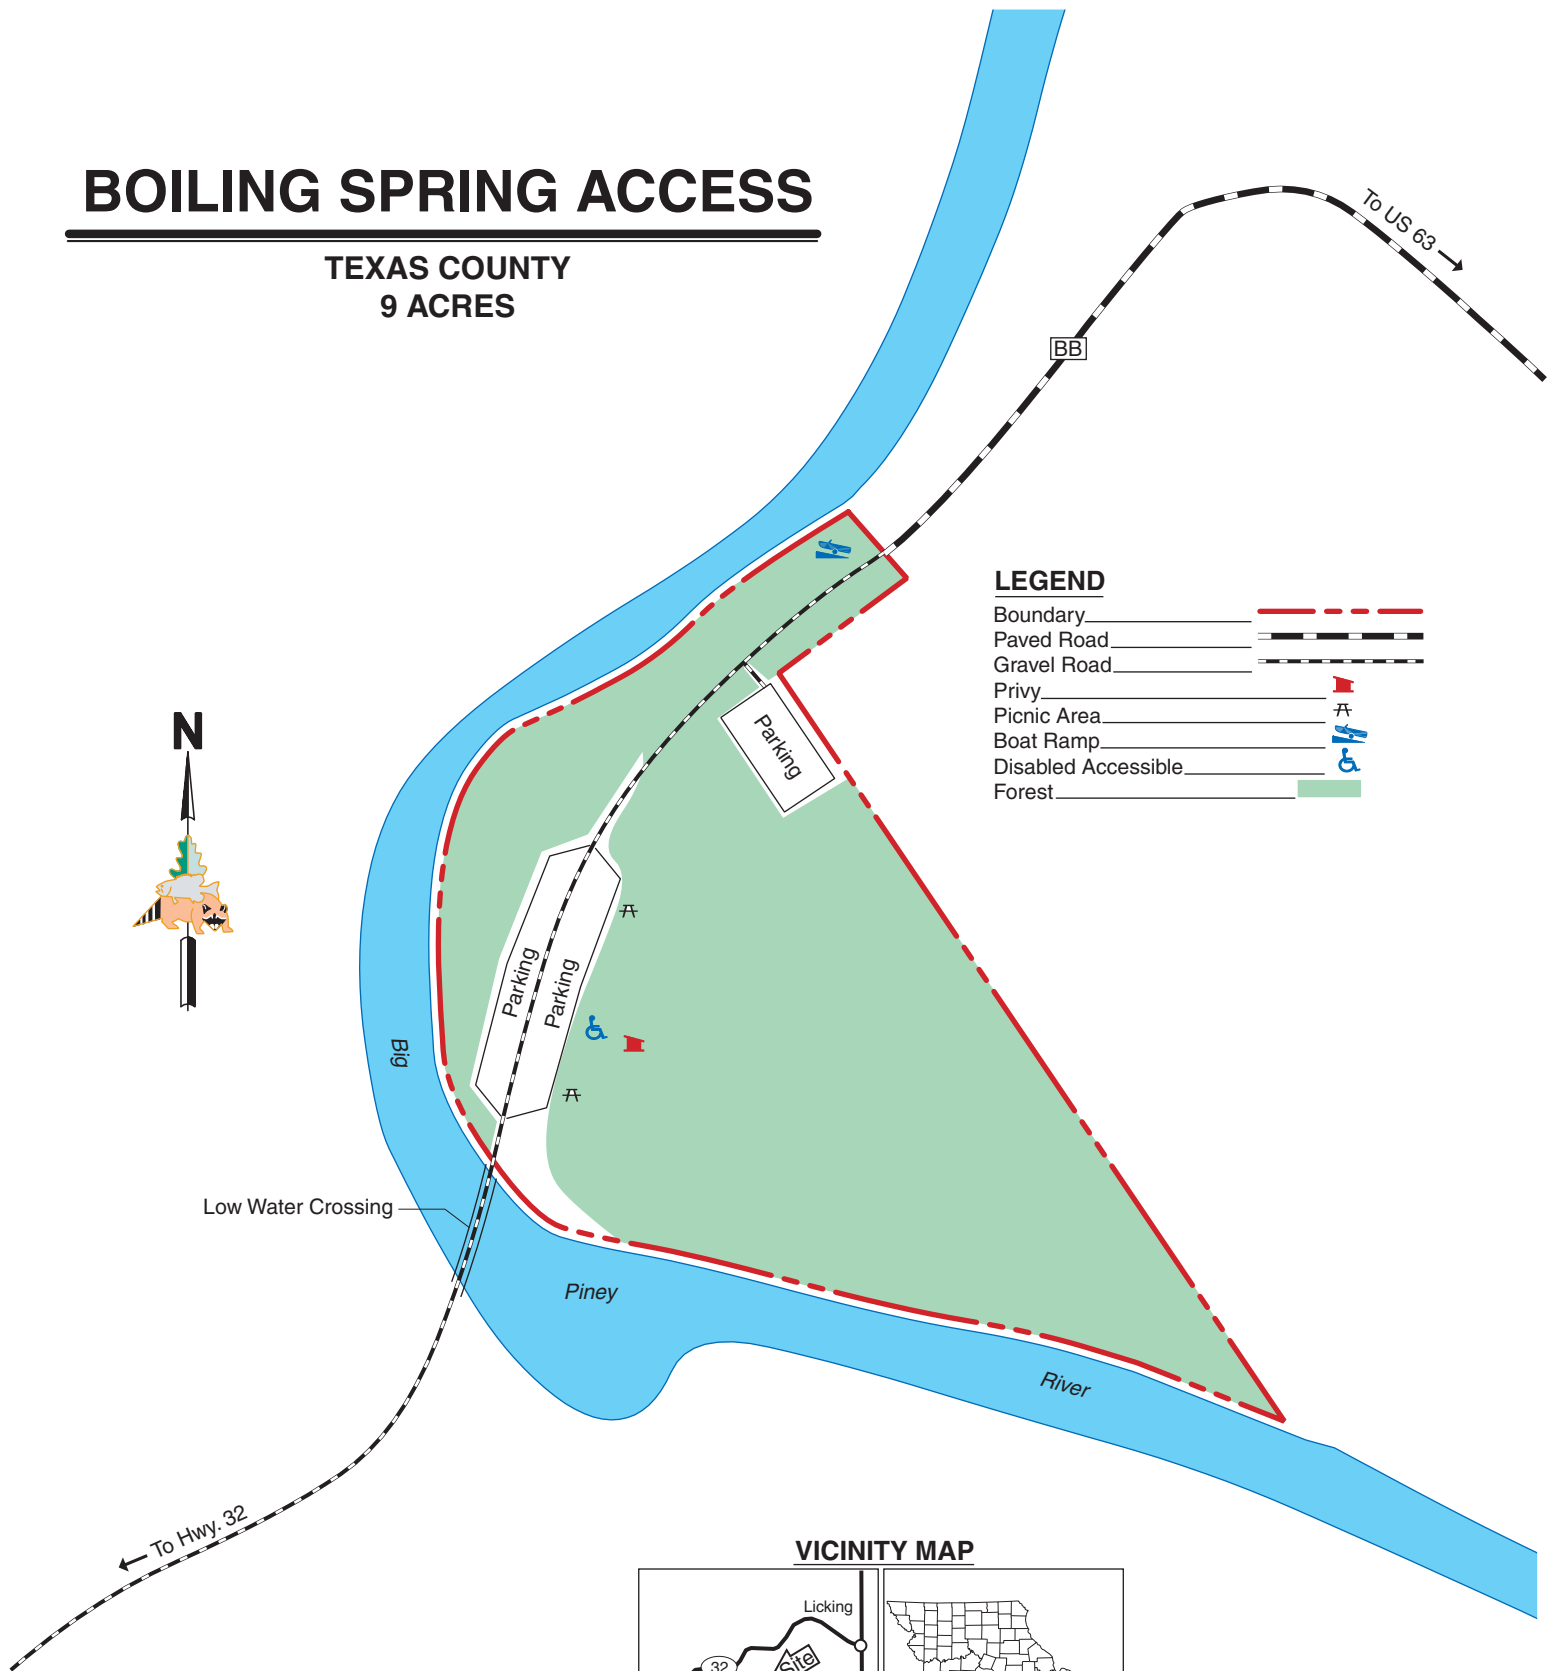 BOILING SPRING ACCESS
TEXAS COUNTY
9 ACRES
To US 63
BB
LEGEND
Boundary
Paved Road
Gravel Road
Privy
Picnic Area
Boat Ramp
Disabled Accessible
Forest
N
Parking
Parking
Parking
Big
Low Water Crossing
Piney
River
To Hwy. 32
VICINITY MAP
Licking
32
Site